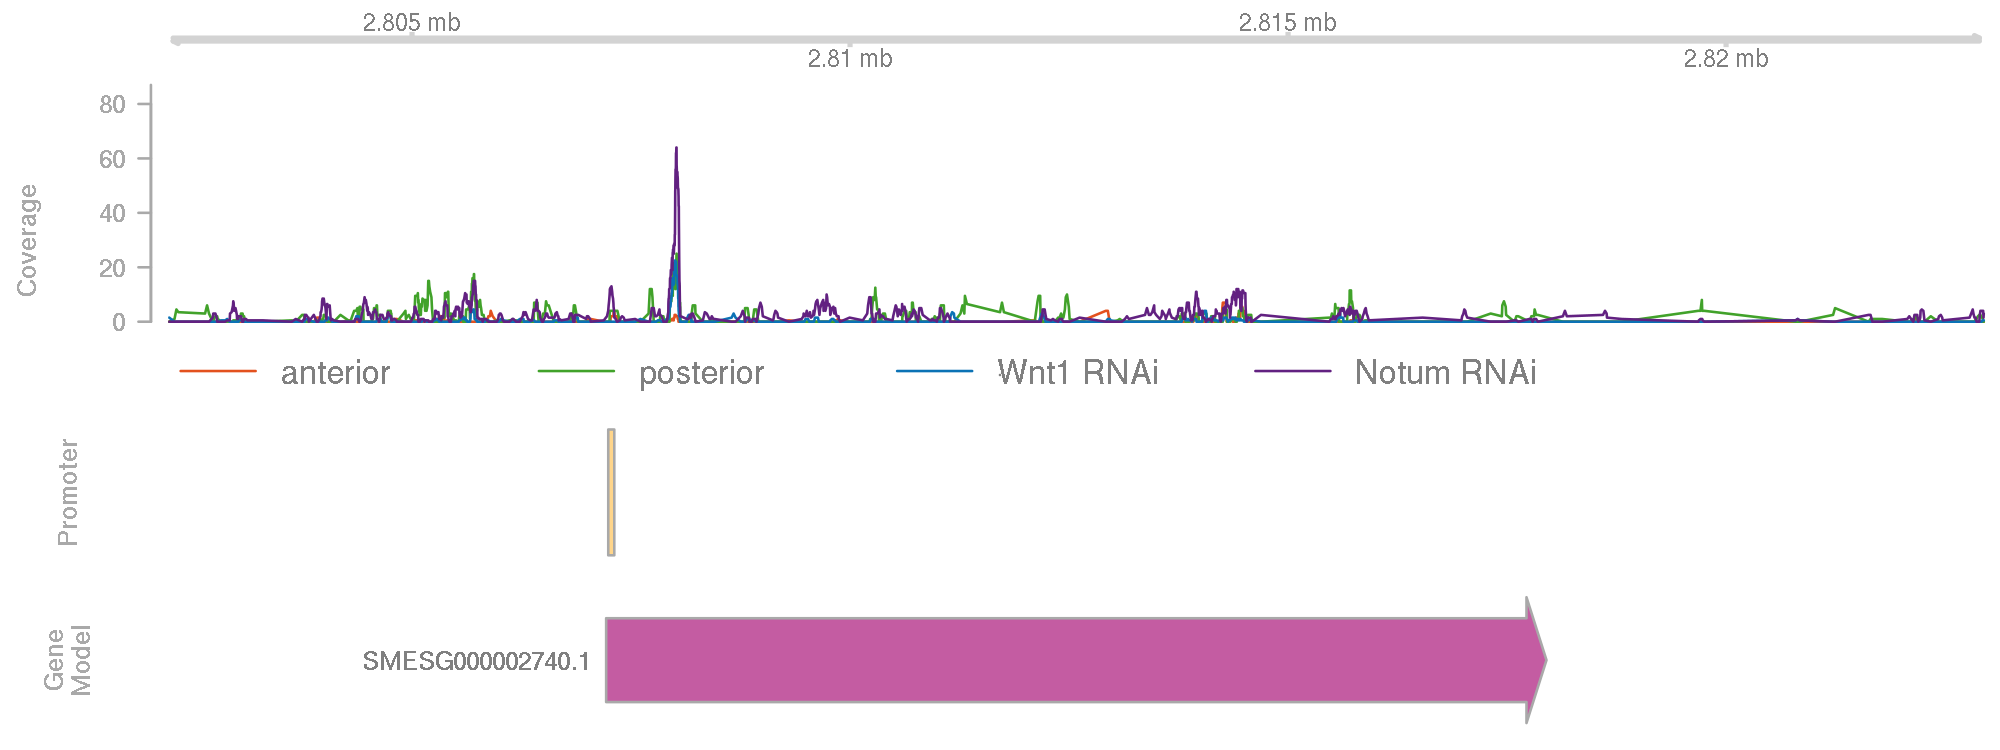 2.805 mb
2.815 mb
2.81 mb
2.82 mb
Coverage
80
60
40
20
0
anterior posterior Wnt1 RNAi Notum RNAi
Promoter
Gene
Model
SMESG000002740.1